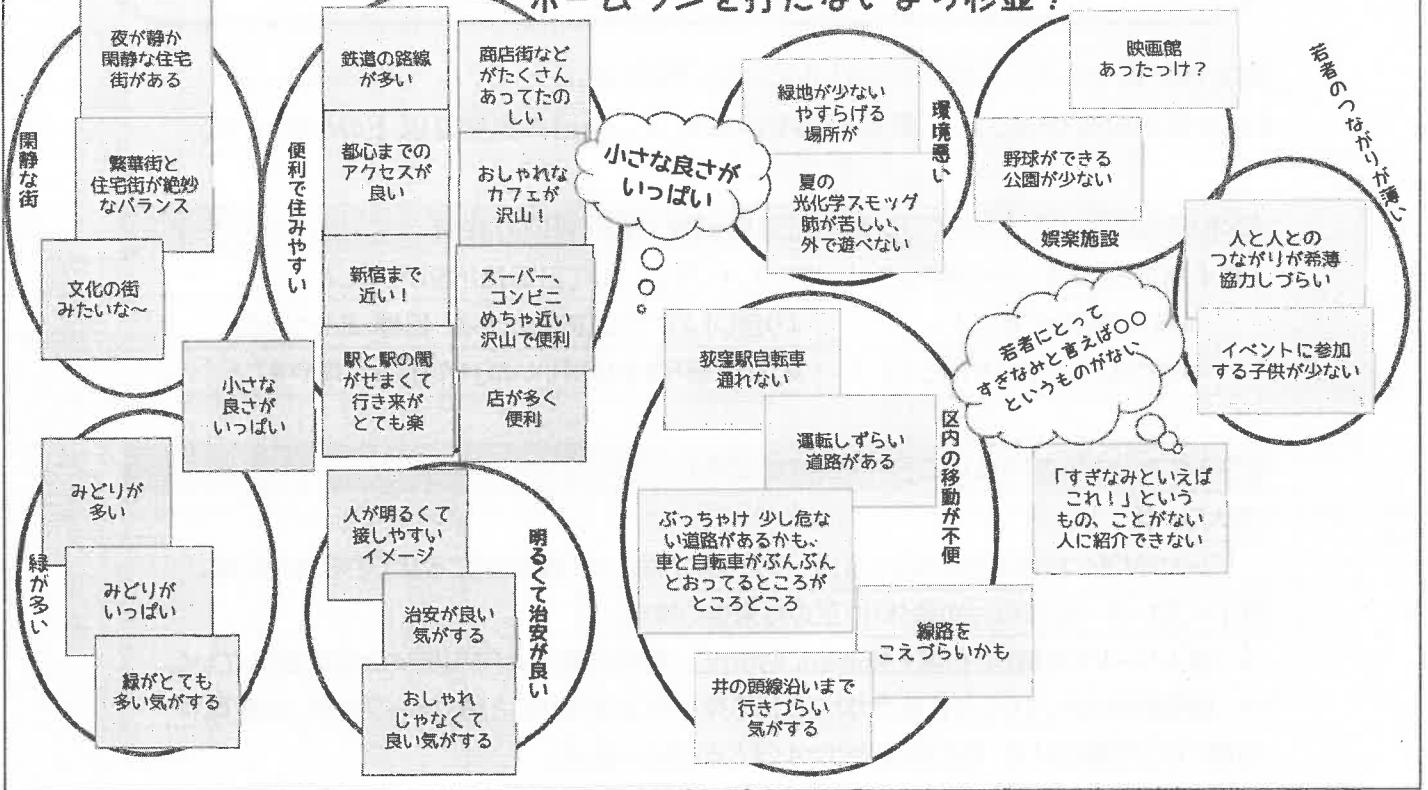 ホームランを打たないまち杉並？
閑静な街
夜が静か
閑静な住宅
街がある
繁華街と
住宅街が絶妙
なバランス
文化の街
みたいな～
便利で住みやすい
鉄道の路線
が多い
都心までの
アクセスが
良い
新宿まで
近い！
駅と駅の間
がせまくて
行き来が
とても楽
商店街など
がたくさん
あってたの
しい
おしゃれな
カフェが
沢山！
スーパー、
コンビニ
めちゃ近い
沢山で便利
店が多く
便利
小さな良さが
いっぱい
小さな
良さが
いっぱい
緑が多い
みどりが
多い
みどりが
いっぱい
緑がとても
多い気がする
明るくて治安が良い
人が明るくて
接しやすい
イメージ
治安が良い
気がする
おしゃれ
じゃなくて
良い気がする
環境悪い
緑地が少ない
やすらげる
場所が
夏の
光化学スモッグ
肺が苦しい、
外で遊べない
映画館
あったっけ？
野球ができる
公園が少ない
娯楽施設
若者のつながりが薄い
人と人との
つながりが希薄
協力しづらい
イベントに参加
する子供が少ない
若者にとって
すぎなみと言えば○○
というものがない
「すぎなみといえば
これ！」という
もの、ことがない
人に紹介できない
区内の移動が不便
荻窪駅自転車
通れない
運転しずらい
道路がある
ぶっちゃけ 少し危な
い道路があるかも、
車と自転車がぶんぶん
とおってるところが
ところどころ
線路を
こえづらいかも
井の頭線沿いまで
行きづらい
気がする